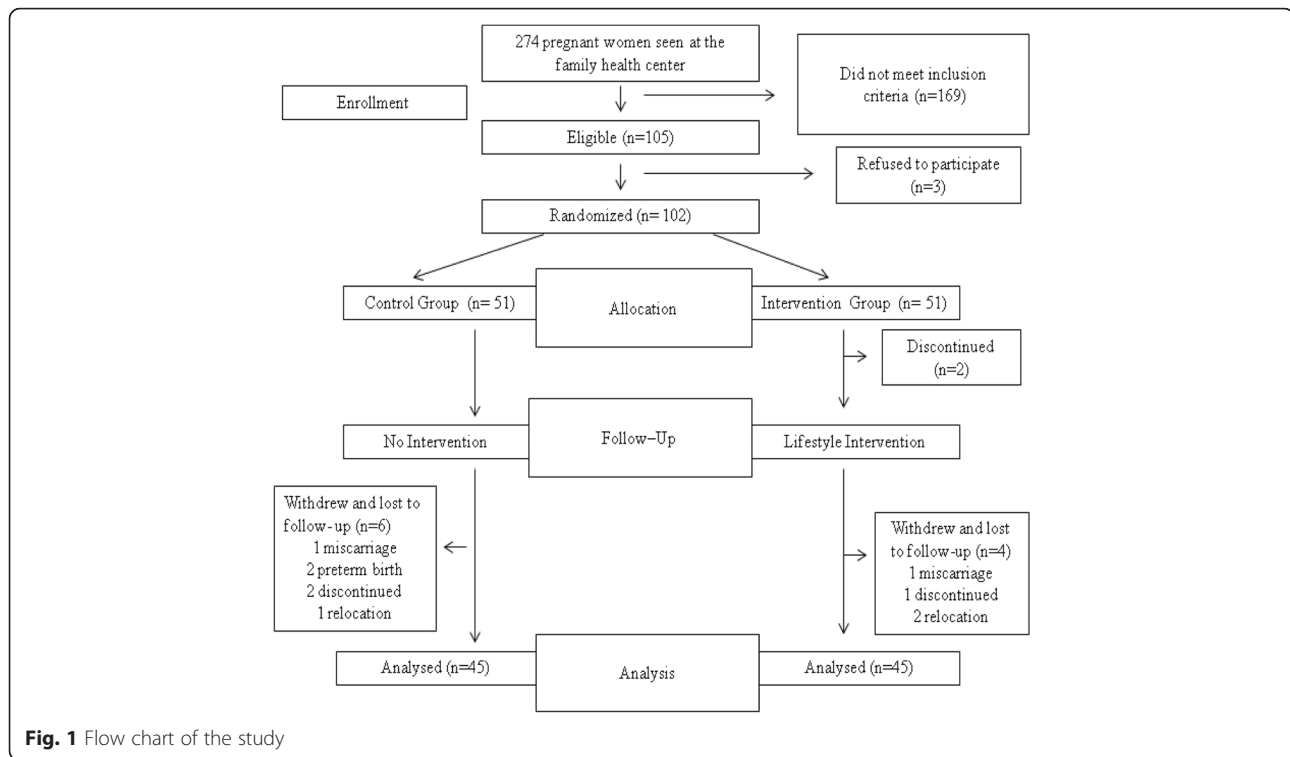 274 pregnant women seen at the
family health center
Did not meet inclusion
criteria (n=169)
Enrollment
Eligible (n=105)
Refused to participate
(n=3)
Randomized (n= 102)
Control Group (n= 51)
Allocation
Intervention Group (n= 51)
Discontinued
(n=2)
No Intervention
Follow-Up
Lifestyle Intervention
Withdrew and lost to
follow-up (n=6)
1 miscarriage
2 preterm birth
2 discontinued
1 relocation
Withdrew and lost
to follow-up (n=4)
1 miscarriage
1 discontinued
2 relocation
Analysed (n=45)
Analysis
Analysed (n=45)
Fig. 1 Flow chart of the study